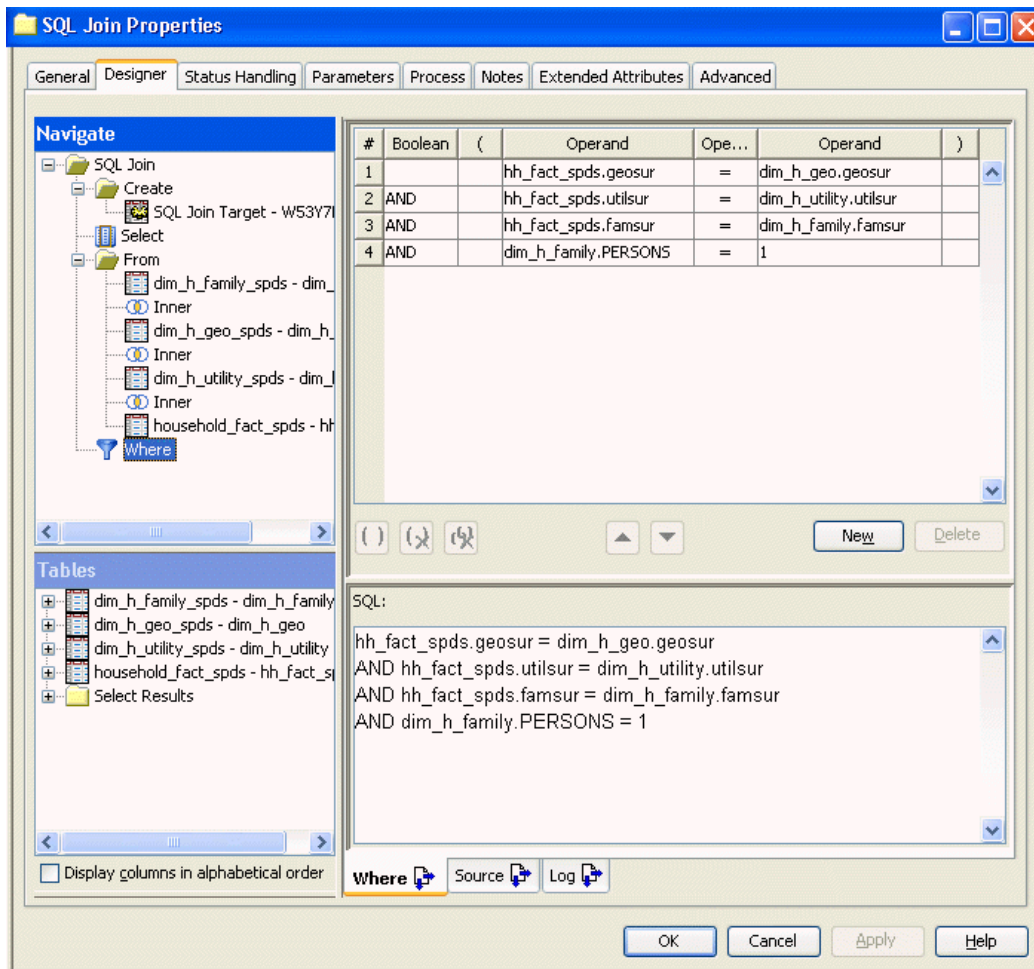 SQL Join Properties
General Designer Status Handling Parameters Process Notes Extended Attributes Advanced
Navigate
SQL Join
Create
SQL Join Target - W53Y7
Select
From
dim_h_family_spds - dim_
Inner
dim_h_geo_spds - dim_h_
Inner
dim_h_utility_spds - dim_
Inner
household_fact_spds - hh
Where
Tables
dim_h_family_spds - dim_h_family
dim_h_geo_spds - dim_h_geo
dim_h_utility_spds - dim_h_utility
household_fact_spds - hh_fact_s
Select Results
Display columns in alphabetical order
# Boolean ( Operand Ope... Operand )
1 hh_fact_spds.geosur = dim_h_geo.geosur
2 AND hh_fact_spds.utilsur = dim_h_utility.utilsur
3 AND hh_fact_spds.famsur = dim_h_family.famsur
4 AND dim_h_family.PERSONS = 1
New Delete
SQL:
hh_fact_spds.geosur = dim_h_geo.geosur
AND hh_fact_spds.utilsur = dim_h_utility.utilsur
AND hh_fact_spds.famsur = dim_h_family.famsur
AND dim_h_family.PERSONS = 1
Where Source Log
OK Cancel Apply Help